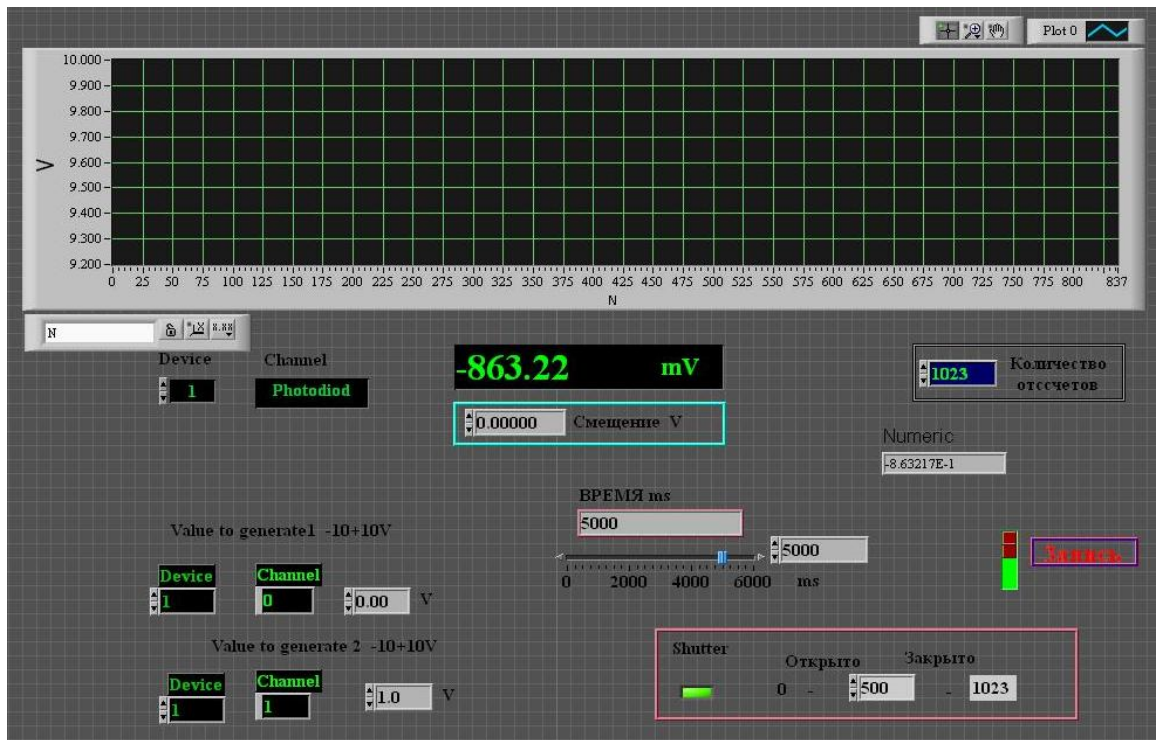 Plot 0
10.000
9.900
9.800
9.700
9.600
9.500
9.400
9.300
9.200
V
0 25 50 75 100 125 150 175 200 225 250 275 300 325 350 375 400 425 450 475 500 525 550 575 600 625 650 675 700 725 750 775 800 837
N
N
Device Channel
1 Photodiod
-863.22 mV
0.00000 Смещение V
1023 Количество
отссчетов
Numeric
-8.63217E-1
ВРЕМЯ ms
5000
5000
0 2000 4000 6000 ms
Запись
Value to generate1 -10+10V
Device Channel
1 0 0.00 V
Value to generate 2 -10+10V
Device Channel
1 1 1.0 V
Shutter Открыто Закрыто
0 - 500 - 1023